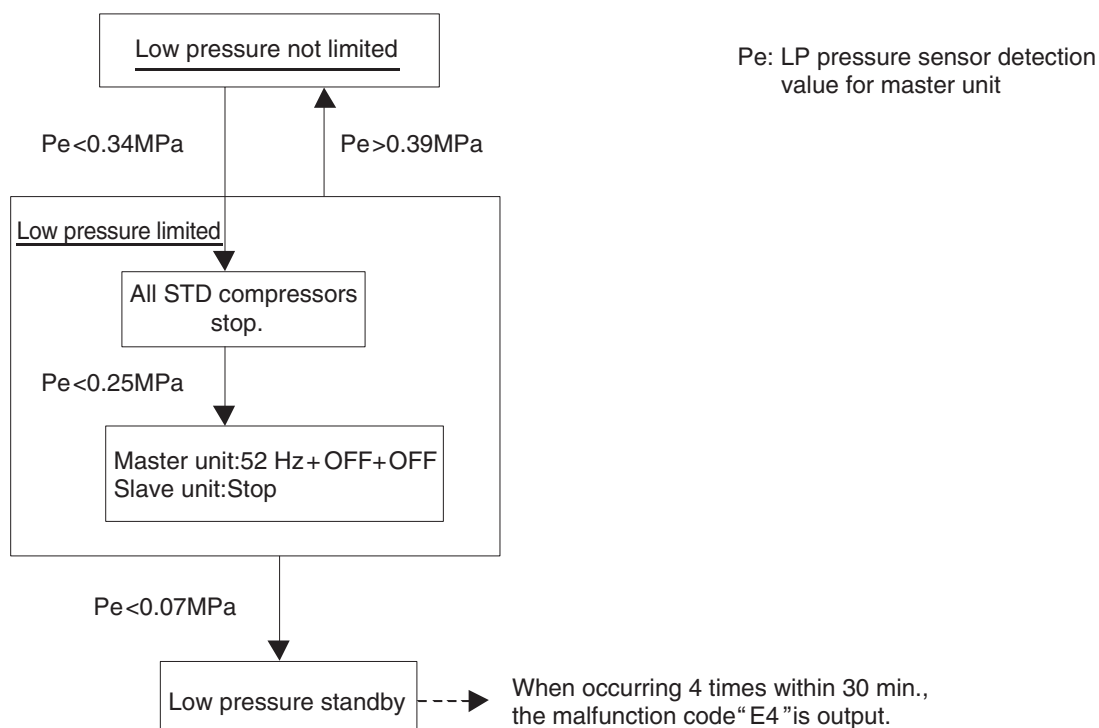 Low pressure not limited
Pe: LP pressure sensor detection
value for master unit
Pe<0.34MPa
Pe>0.39MPa
Low pressure limited
All STD compressors
stop.
Pe<0.25MPa
Master unit:52 Hz+OFF+OFF
Slave unit:Stop
Pe<0.07MPa
Low pressure standby
When occurring 4 times within 30 min.,
the malfunction code“E4”is output.